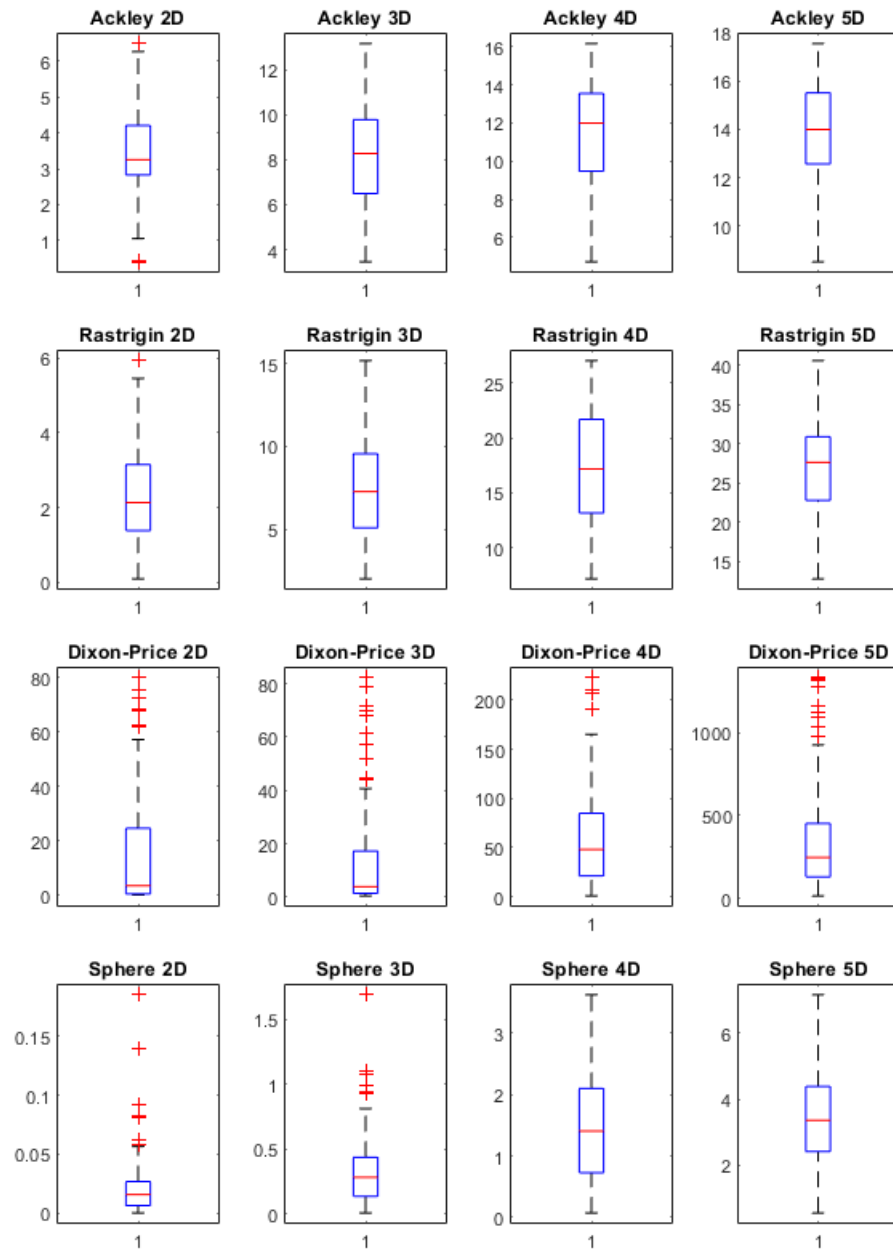 Ackley 2D Ackley 3D Ackley 4D Ackley 5D
6 5 4 3 2 1
12 10 8 6 4
16 14 12 10 8 6
18 16 14 12 10
1 1 1 1
Rastrigin 2D Rastrigin 3D Rastrigin 4D Rastrigin 5D
6 4 2 0
15 10 5
25 20 15 10
40 35 30 25 20 15
1 1 1 1
Dixon-Price 2D Dixon-Price 3D Dixon-Price 4D Dixon-Price 5D
80 60 40 20 0
80 60 40 20 0
200 150 100 50 0
1000 500 0
1 1 1 1
Sphere 2D Sphere 3D Sphere 4D Sphere 5D
0.15 0.1 0.05 0
1.5 1 0.5 0
3 2 1 0
6 4 2
1 1 1 1